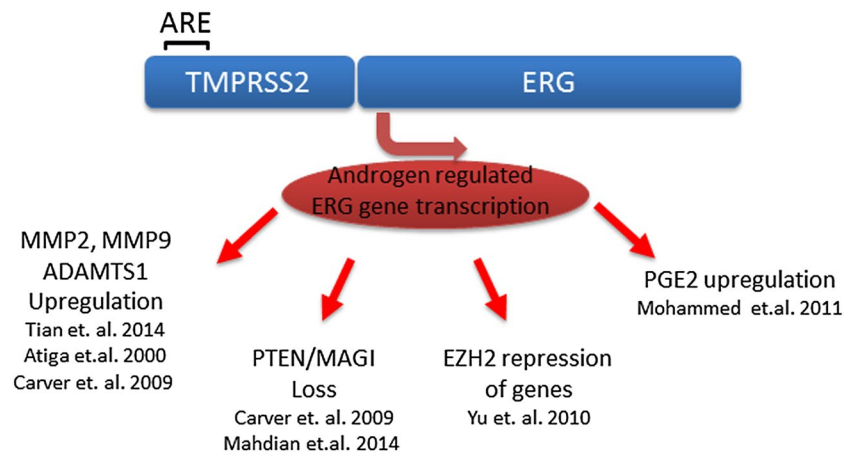 ARE
TMPRSS2
ERG
Androgen regulated
ERG gene transcription
MMP2, MMP9
ADAMTS1
Upregulation
Tian et. al. 2014
Atiga et.al. 2000
Carver et. al. 2009
PTEN/MAGI
Loss
Carver et. al. 2009
Mahdian et.al. 2014
EZH2 repression
of genes
Yu et. al. 2010
PGE2 upregulation
Mohammed et.al. 2011